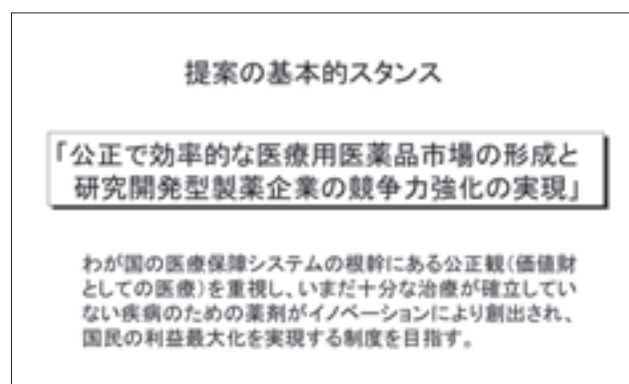 提案の基本的スタンス
「公正で効率的な医療用医薬品市場の形成と
研究開発型製薬企業の競争力強化の実現」
わが国の医療保障システムの根幹にある公正観(価値財
としての医療)を重視し、いまだ十分な治療が確立してい
ない疾病のための薬剤がイノベーションにより創出され、
国民の利益最大化を実現する制度を目指す。